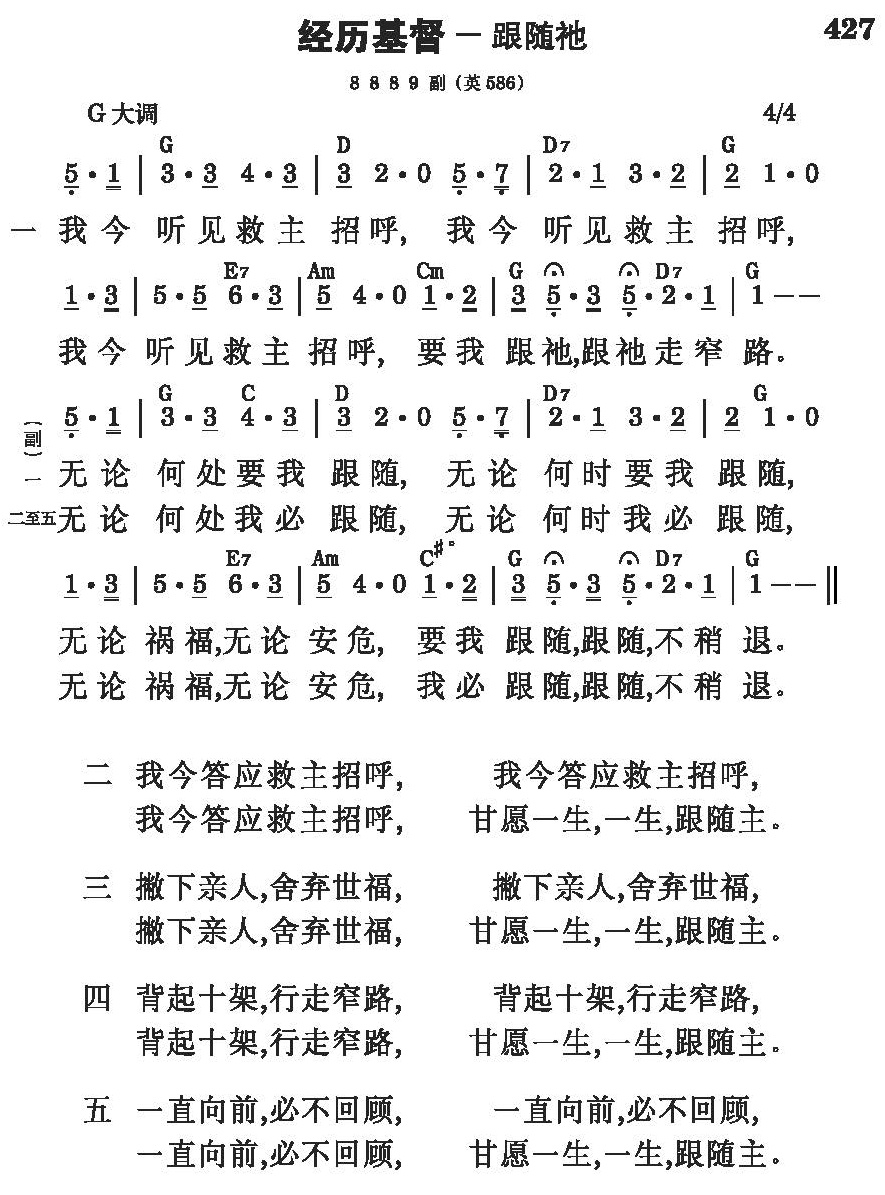 经历基督－跟随祂
427
8 8 8 9 副（英586）
G大调 4/4
G D D7 G
5·1 | 3·3 4·3 | 3 2·0 5·7 | 2·1 3·2 | 2 1·0
一 我今 听见救主 招呼, 我今 听见救主 招呼,
E7 Am Cm G D7 G
1·3 | 5·5 6·3 | 5 4·0 1·2 | 3 5·3 5·2·1 | 1－－
我今 听见救主 招呼, 要我 跟祂,跟祂走窄 路。
G C D D7 G
5·1 | 3·3 4·3 | 3 2·0 5·7 | 2·1 3·2 | 2 1·0
（副）一 无论 何处要我 跟随, 无论 何时要我 跟随,
二至五 无论 何处我必 跟随, 无论 何时我必 跟随,
E7 Am C♯° G D7 G
1·3 | 5·5 6·3 | 5 4·0 1·2 | 3 5·3 5·2·1 | 1－－ ‖
无论 祸福,无论 安危, 要我 跟随,跟随,不稍 退。
无论 祸福,无论 安危, 我必 跟随,跟随,不稍 退。
二 我今答应救主招呼, 我今答应救主招呼,
我今答应救主招呼, 甘愿一生,一生,跟随主。
三 撇下亲人,舍弃世福, 撇下亲人,舍弃世福,
撇下亲人,舍弃世福, 甘愿一生,一生,跟随主。
四 背起十架,行走窄路, 背起十架,行走窄路,
背起十架,行走窄路, 甘愿一生,一生,跟随主。
五 一直向前,必不回顾, 一直向前,必不回顾,
一直向前,必不回顾, 甘愿一生,一生,跟随主。